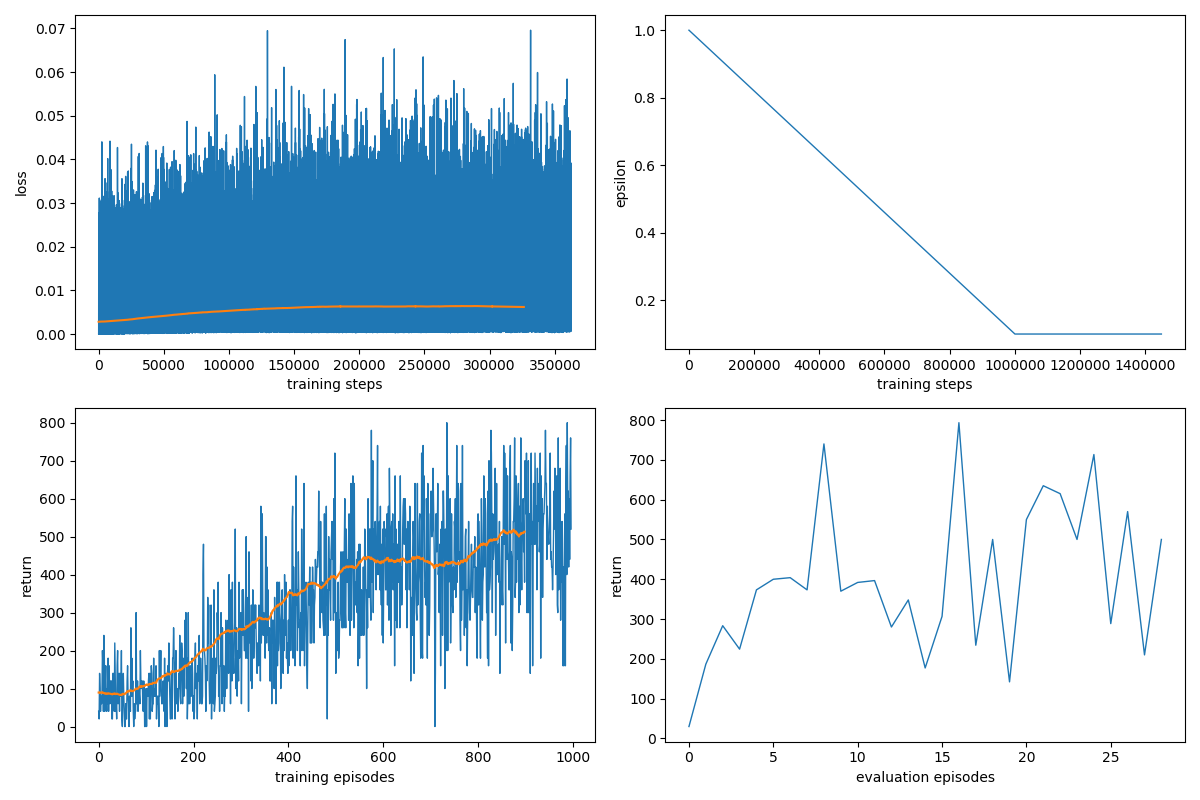 0.07
0.06
0.05
0.04
0.03
0.02
0.01
0.00
loss
0 50000 100000 150000 200000 250000 300000 350000
training steps
1.0
0.8
0.6
0.4
0.2
epsilon
0 200000 400000 600000 800000 1000000 1200000 1400000
training steps
800
700
600
500
400
300
200
100
0
return
0 200 400 600 800 1000
training episodes
800
700
600
500
400
300
200
100
0
return
0 5 10 15 20 25
evaluation episodes